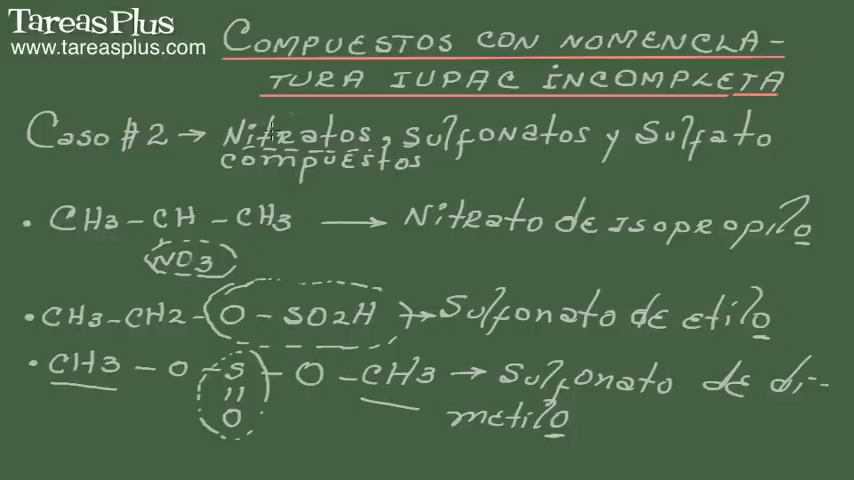 TareasPlus
www.tareasplus.com
COMPUESTOS CON NOMENCLA-
TURA IUPAC INCOMPLETA
Caso #2 → Nitratos, Sulfonatos y Sulfato
compuestos
• CH3-CH-CH3 → Nitrato de isopropilo
NO3
• CH3-CH2-O-SO2H → Sulfonato de etilo
• CH3-O-S-O-CH3 → Sulfonato de di-
O
metilo